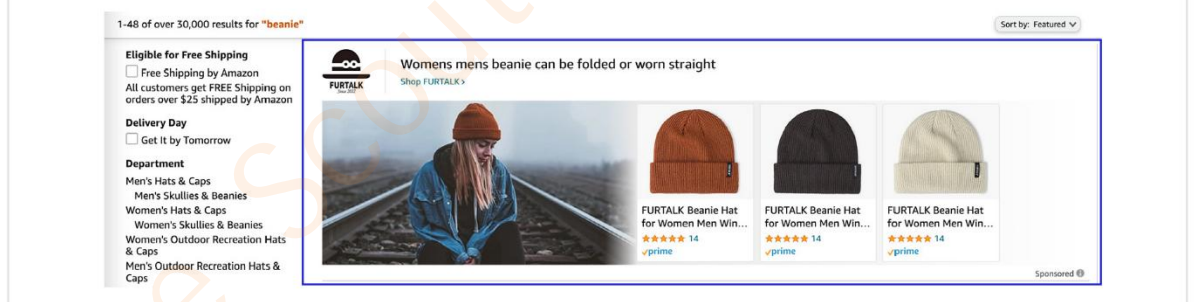 1-48 of over 30,000 results for "beanie"
Sort by: Featured
Eligible for Free Shipping
Free Shipping by Amazon
All customers get FREE Shipping on
orders over $25 shipped by Amazon
Delivery Day
Get It by Tomorrow
Department
Men's Hats & Caps
Men's Skullies & Beanies
Women's Hats & Caps
Women's Skullies & Beanies
Women's Outdoor Recreation Hats
& Caps
Men's Outdoor Recreation Hats &
Caps
FURTALK
Since 2002
Womens mens beanie can be folded or worn straight
Shop FURTALK >
FURTALK Beanie Hat
for Women Men Win...
14
prime
FURTALK Beanie Hat
for Women Men Win...
14
prime
FURTALK Beanie Hat
for Women Men Win...
14
prime
Sponsored